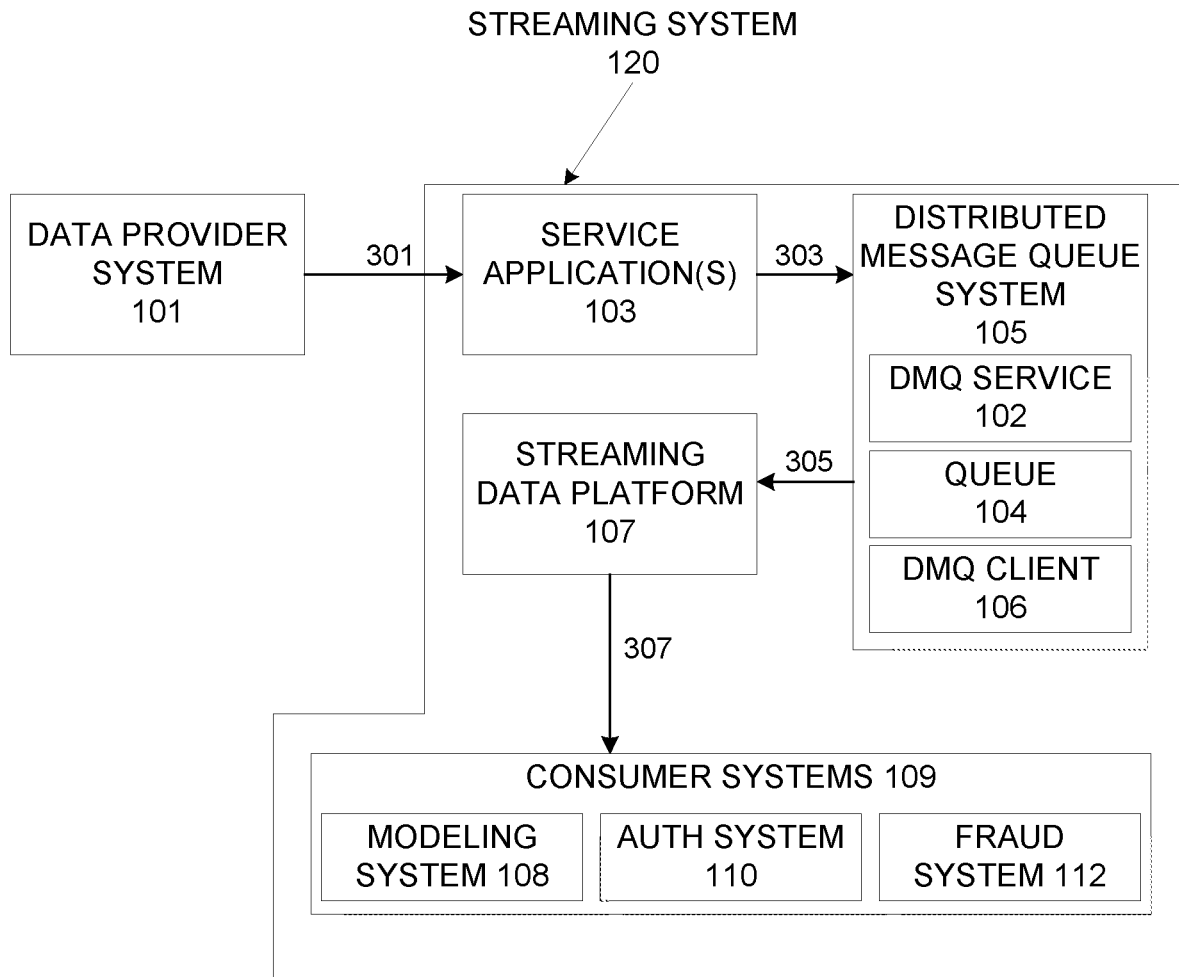 STREAMING SYSTEM
120
DATA PROVIDER
SYSTEM
101
301
SERVICE
APPLICATION(S)
103
303
DISTRIBUTED
MESSAGE QUEUE
SYSTEM
105
DMQ SERVICE
102
QUEUE
104
DMQ CLIENT
106
305
STREAMING
DATA PLATFORM
107
307
CONSUMER SYSTEMS 109
MODELING
SYSTEM 108
AUTH SYSTEM
110
FRAUD
SYSTEM 112